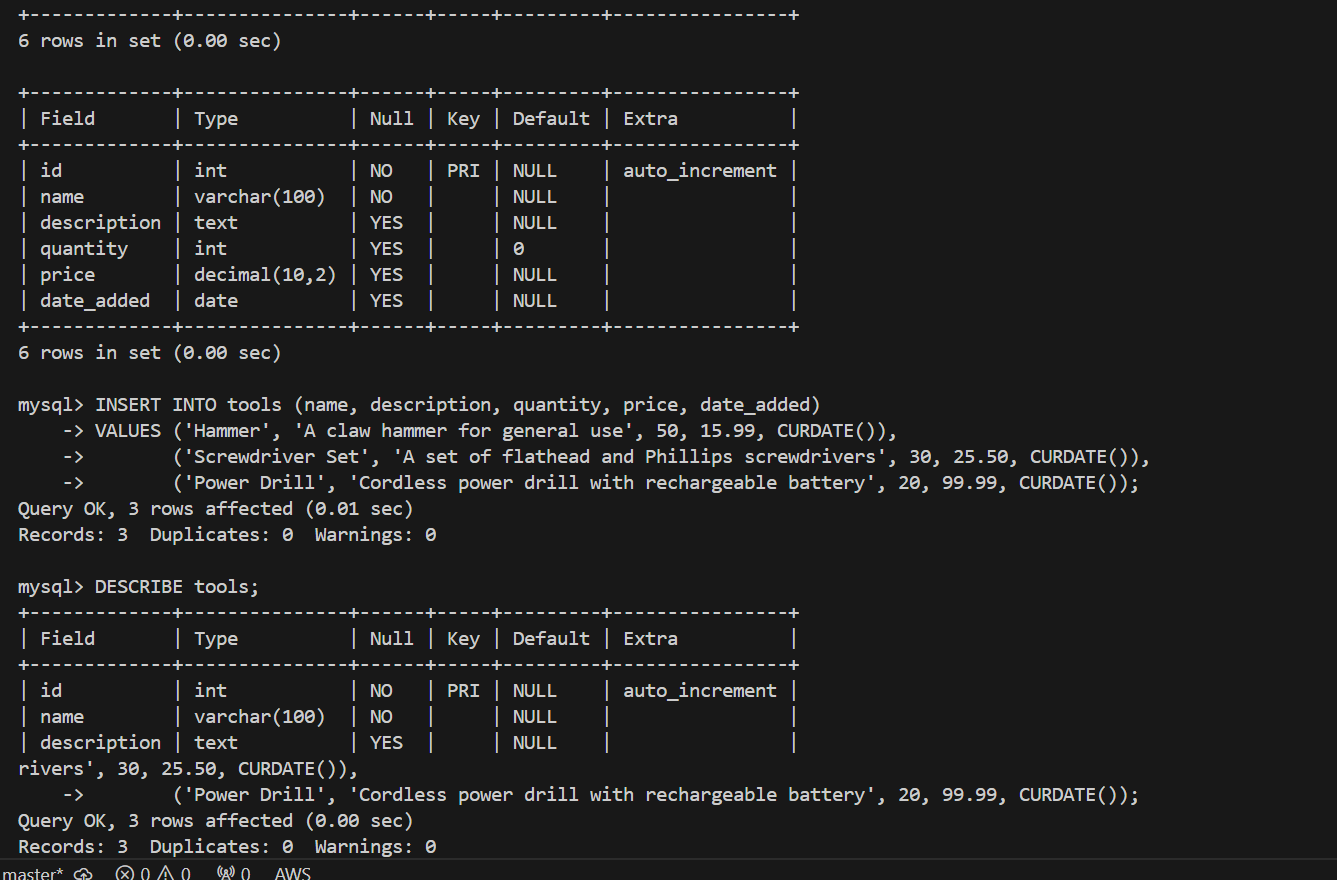 +-------------+---------------+------+-----+---------+----------------+
6 rows in set (0.00 sec)

+-------------+---------------+------+-----+---------+----------------+
| Field       | Type          | Null | Key | Default | Extra          |
+-------------+---------------+------+-----+---------+----------------+
| id          | int           | NO   | PRI | NULL    | auto_increment |
| name        | varchar(100)  | NO   |     | NULL    |                |
| description | text          | YES  |     | NULL    |                |
| quantity    | int           | YES  |     | 0       |                |
| price       | decimal(10,2) | YES  |     | NULL    |                |
| date_added  | date          | YES  |     | NULL    |                |
+-------------+---------------+------+-----+---------+----------------+
6 rows in set (0.00 sec)

mysql> INSERT INTO tools (name, description, quantity, price, date_added)
    -> VALUES ('Hammer', 'A claw hammer for general use', 50, 15.99, CURDATE()),
    ->        ('Screwdriver Set', 'A set of flathead and Phillips screwdrivers', 30, 25.50, CURDATE()),
    ->        ('Power Drill', 'Cordless power drill with rechargeable battery', 20, 99.99, CURDATE());
Query OK, 3 rows affected (0.01 sec)
Records: 3  Duplicates: 0  Warnings: 0

mysql> DESCRIBE tools;
+-------------+---------------+------+-----+---------+----------------+
| Field       | Type          | Null | Key | Default | Extra          |
+-------------+---------------+------+-----+---------+----------------+
| id          | int           | NO   | PRI | NULL    | auto_increment |
| name        | varchar(100)  | NO   |     | NULL    |                |
| description | text          | YES  |     | NULL    |                |
rivers', 30, 25.50, CURDATE()),
    ->        ('Power Drill', 'Cordless power drill with rechargeable battery', 20, 99.99, CURDATE());
Query OK, 3 rows affected (0.00 sec)
Records: 3  Duplicates: 0  Warnings: 0
master* 0 0 0 AWS